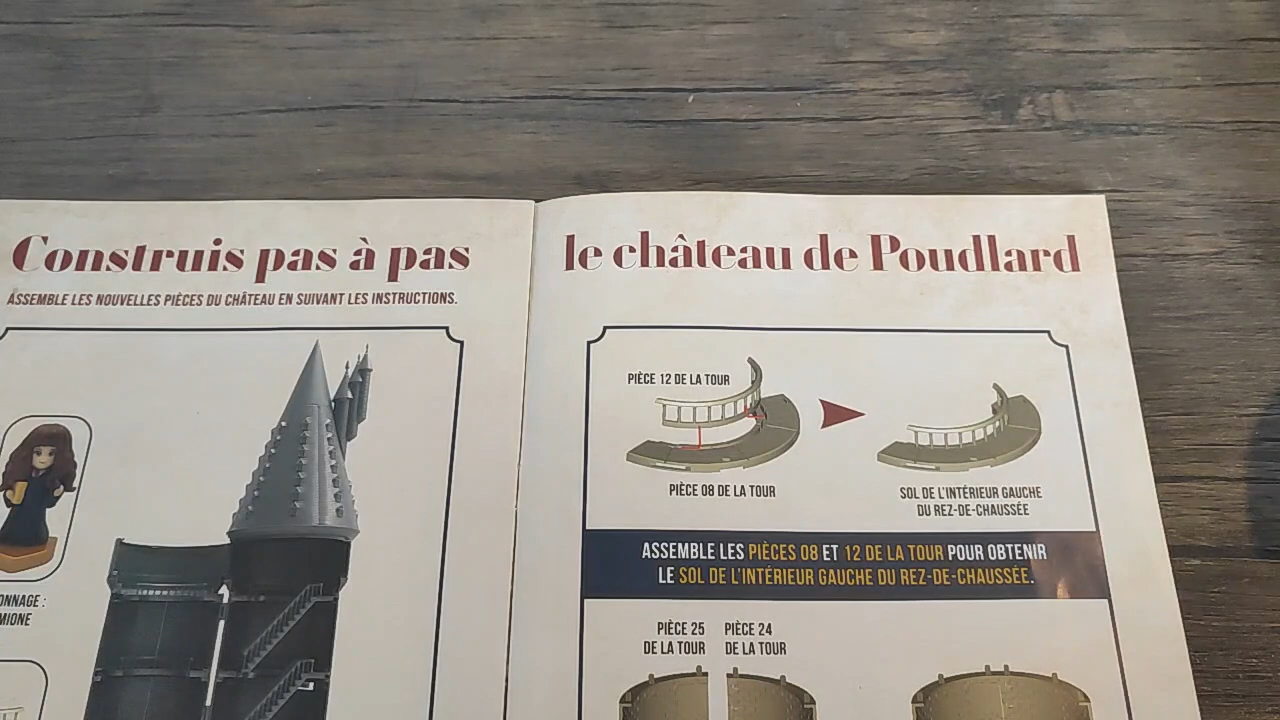 Construis pas à pas
ASSEMBLE LES NOUVELLES PIÈCES DU CHÂTEAU EN SUIVANT LES INSTRUCTIONS.
ONNAGE :
MIONE
le château de Poudlard
PIÈCE 12 DE LA TOUR
PIÈCE 08 DE LA TOUR
SOL DE L'INTÉRIEUR GAUCHE
DU REZ-DE-CHAUSSÉE
ASSEMBLE LES PIÈCES 08 ET 12 DE LA TOUR POUR OBTENIR
LE SOL DE L'INTÉRIEUR GAUCHE DU REZ-DE-CHAUSSÉE.
PIÈCE 25
DE LA TOUR
PIÈCE 24
DE LA TOUR